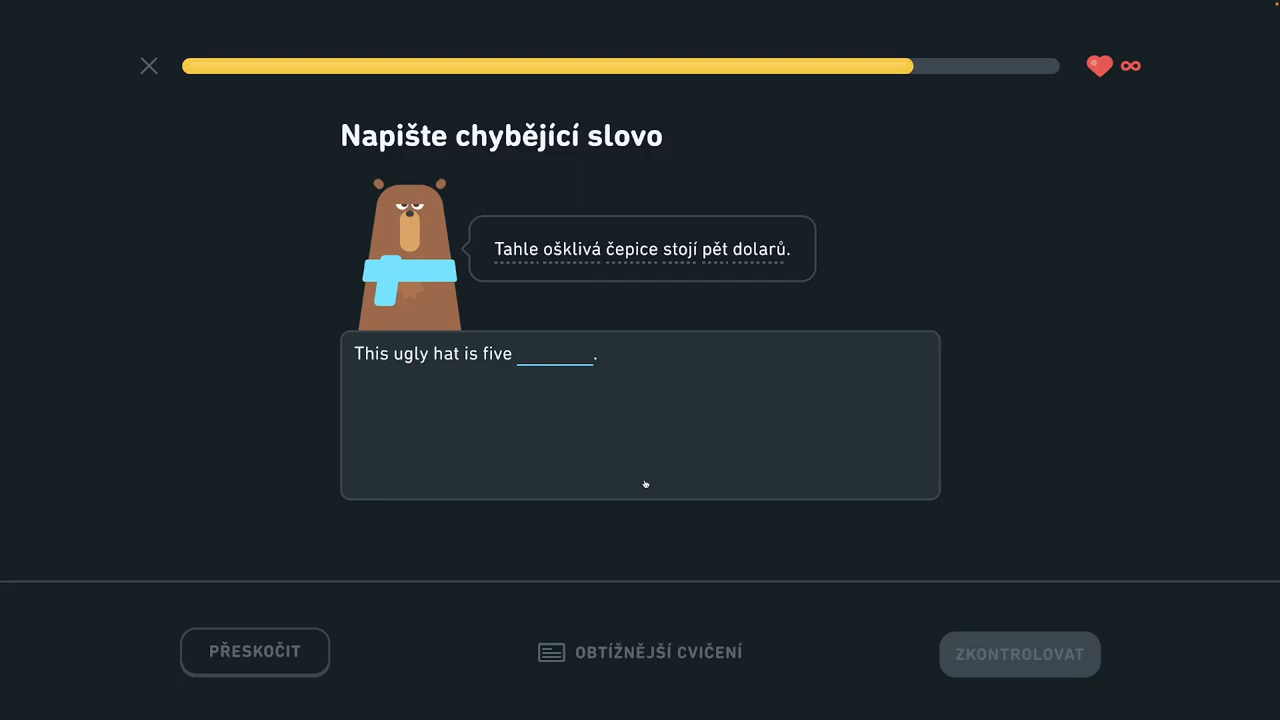 Napište chybějící slovo
Tahle ošklivá čepice stojí pět dolarů.
This ugly hat is five ________.
PŘESKOČIT
OBTÍŽNĚJŠÍ CVIČENÍ
ZKONTROLOVAT